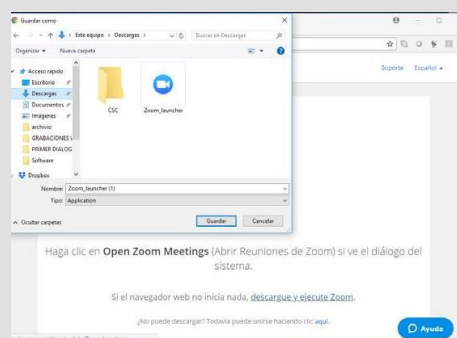 Guardar como
Este equipo > Descargas >
Buscar en Descargas
Organizar
Nueva carpeta
Soporte
Español
Acceso rápido
Escritorio
Descargas
Documentos
Imágenes
archivio
GRABACIONES
PRIMER DIALOG
Software
Dropbox
CSC
Zoom_launcher
Nombre: Zoom_launcher (1)
Tipo: Application
Ocultar carpetas
Guardar
Cancelar
Haga clic en Open Zoom Meetings (Abrir Reuniones de Zoom) si ve el diálogo del
sistema.
Si el navegador web no inicia nada, descargue y ejecute Zoom.
¿No puede descargar? Todavía puede unirse haciendo clic aquí.
Ayuda